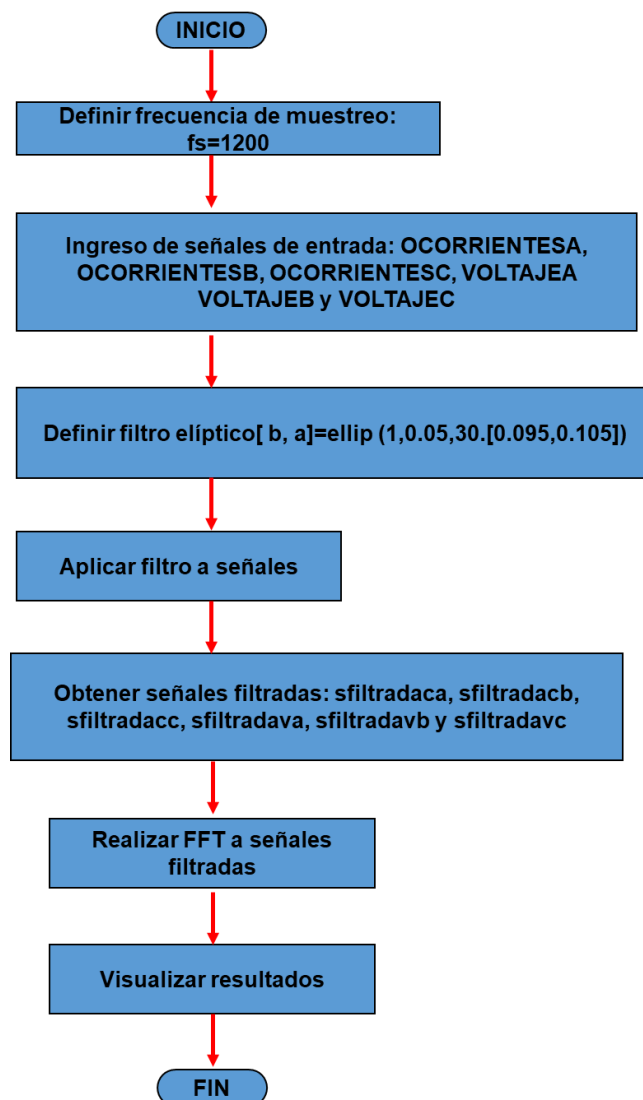 INICIO
Definir frecuencia de muestreo:
fs=1200
Ingreso de señales de entrada: OCORRIENTESA,
OCORRIENTESB, OCORRIENTESC, VOLTAJEA
VOLTAJEB y VOLTAJEC
Definir filtro elíptico[ b, a]=ellip (1,0.05,30.[0.095,0.105])
Aplicar filtro a señales
Obtener señales filtradas: sfiltradaca, sfiltradacb,
sfiltradacc, sfiltradava, sfiltradavb y sfiltradavc
Realizar FFT a señales
filtradas
Visualizar resultados
FIN